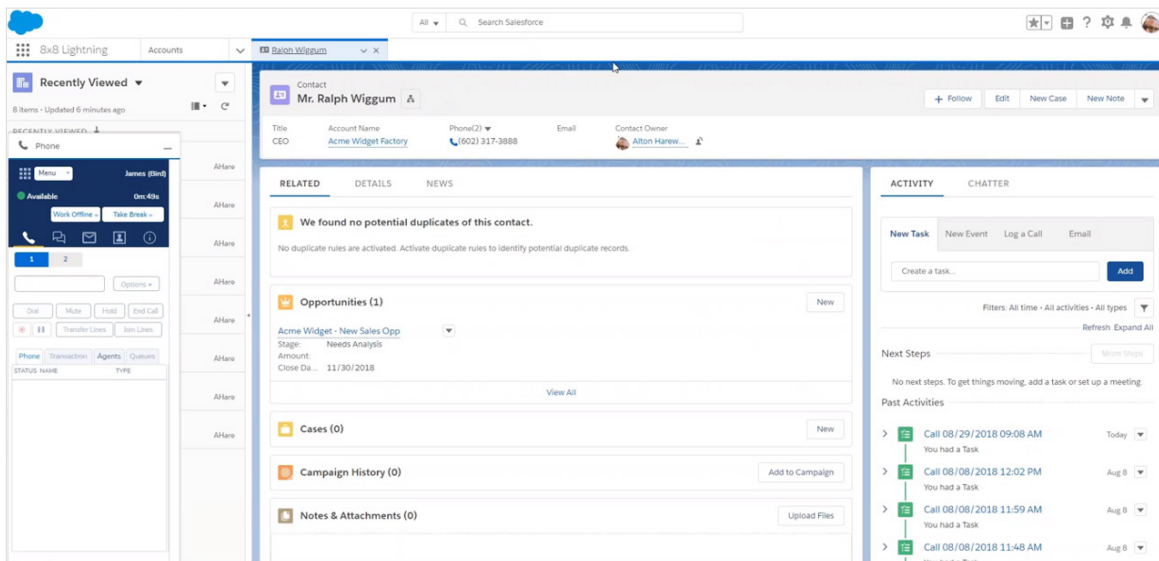 All
Search Salesforce
8x8 Lightning
Accounts
Ralph Wiggum
Recently Viewed
8 items • Updated 6 minutes ago
RECENTLY VIEWED
Phone
Menu
James (Bird)
Available
0m:49s
Work Offline
Take Break
1 2
Options
Dial Mute Hold End Call
Transfer Lines Join Lines
Phone Transaction Agents Queues
STATUS NAME TYPE
AHare
AHare
AHare
AHare
AHare
AHare
AHare
AHare
Contact
Mr. Ralph Wiggum
+ Follow Edit New Case New Note
Title Account Name Phone(2) Email Contact Owner
CEO Acme Widget Factory (602) 317-3888 Alton Harew...
RELATED DETAILS NEWS
We found no potential duplicates of this contact.
No duplicate rules are activated. Activate duplicate rules to identify potential duplicate records.
Opportunities (1)
New
Acme Widget - New Sales Opp
Stage: Needs Analysis
Amount:
Close Da... 11/30/2018
View All
Cases (0)
New
Campaign History (0)
Add to Campaign
Notes & Attachments (0)
Upload Files
ACTIVITY CHATTER
New Task New Event Log a Call Email
Create a task...
Add
Filters: All time • All activities • All types
Refresh Expand All
Next Steps
More Steps
No next steps. To get things moving, add a task or set up a meeting.
Past Activities
Call 08/29/2018 09:08 AM Today
You had a Task
Call 08/08/2018 12:02 PM Aug 8
You had a Task
Call 08/08/2018 11:59 AM Aug 8
You had a Task
Call 08/08/2018 11:48 AM Aug 8
You had a Task